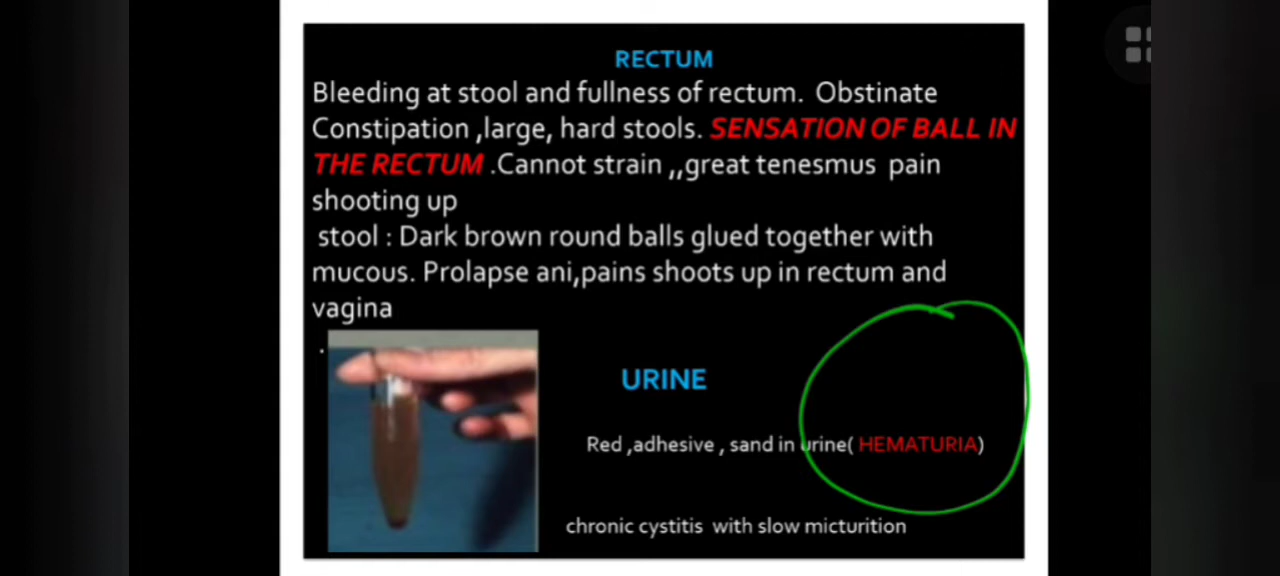 RECTUM
Bleeding at stool and fullness of rectum. Obstinate
Constipation ,large, hard stools. SENSATION OF BALL IN
THE RECTUM .Cannot strain ,,great tenesmus pain
shooting up
stool : Dark brown round balls glued together with
mucous. Prolapse ani,pains shoots up in rectum and
vagina
.
URINE
Red ,adhesive , sand in urine( HEMATURIA)
chronic cystitis with slow micturition